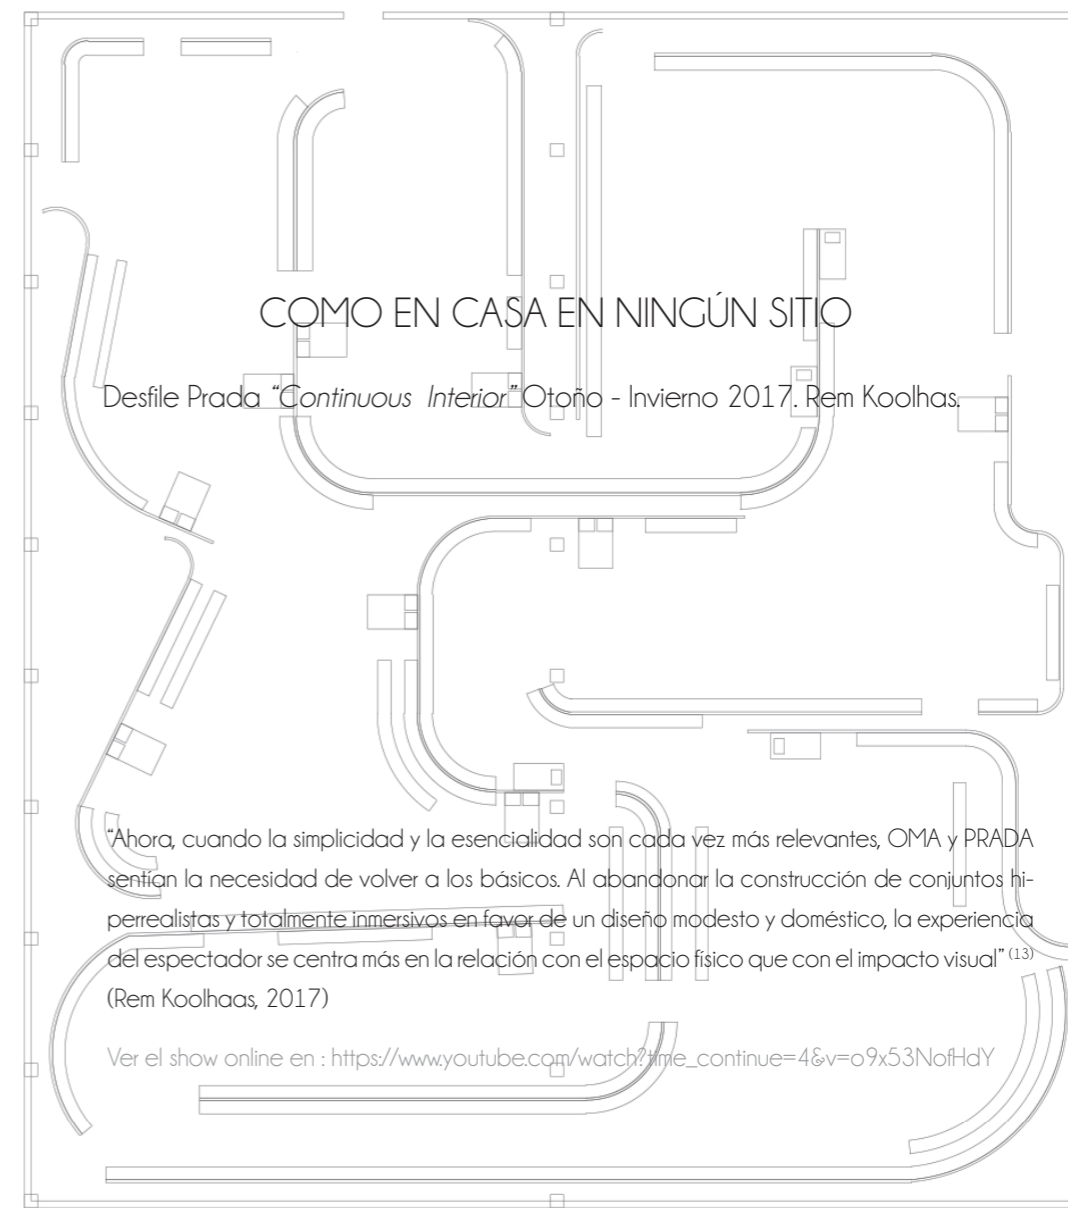 COMO EN CASA EN NINGÚN SITIO
Desfile Prada “Continuous Interior” Otoño - Invierno 2017. Rem Koolhas.
“Ahora, cuando la simplicidad y la esencialidad son cada vez más relevantes, OMA y PRADA
sentían la necesidad de volver a los básicos. Al abandonar la construcción de conjuntos hi-
perrealistas y totalmente inmersivos en favor de un diseño modesto y doméstico, la experiencia
del espectador se centra más en la relación con el espacio físico que con el impacto visual” (13)
(Rem Koolhaas, 2017)
Ver el show online en : https://www.youtube.com/watch?time_continue=4&v=o9x53NofHdY